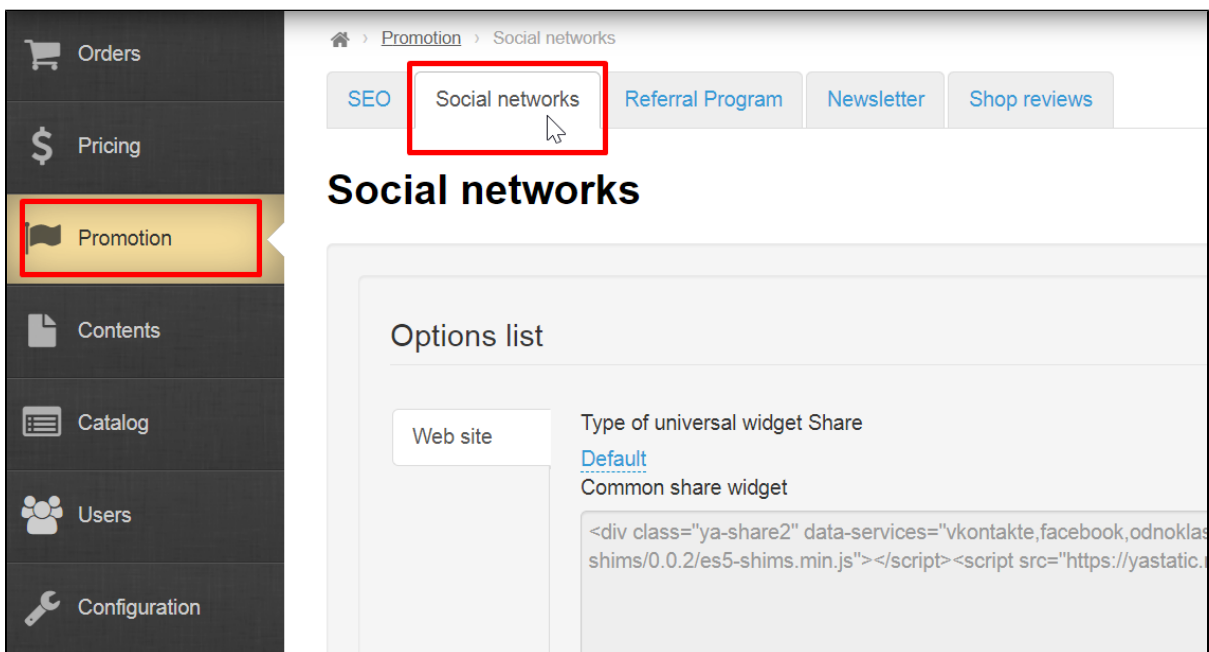 Orders
Pricing
Promotion
Contents
Catalog
Users
Configuration
Promotion › Social networks
SEO Social networks Referral Program Newsletter Shop reviews
Social networks
Options list
Web site
Type of universal widget Share
Default
Common share widget
<div class="ya-share2" data-services="vkontakte,facebook,odnoklas
shims/0.0.2/es5-shims.min.js"></script><script src="https://yastatic.